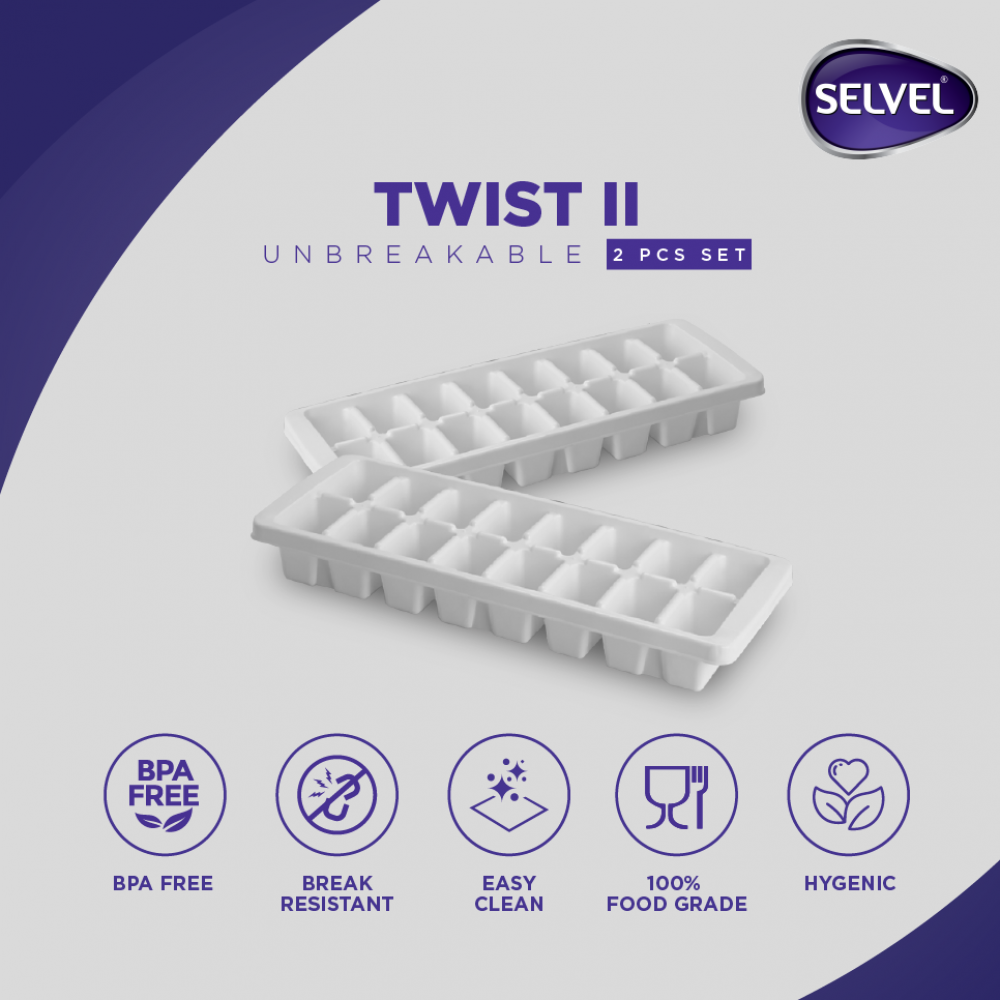 SELVEL®
TWIST II
UNBREAKABLE 2 PCS SET
BPA
FREE
BPA FREE
BREAK
RESISTANT
EASY
CLEAN
100%
FOOD GRADE
HYGENIC